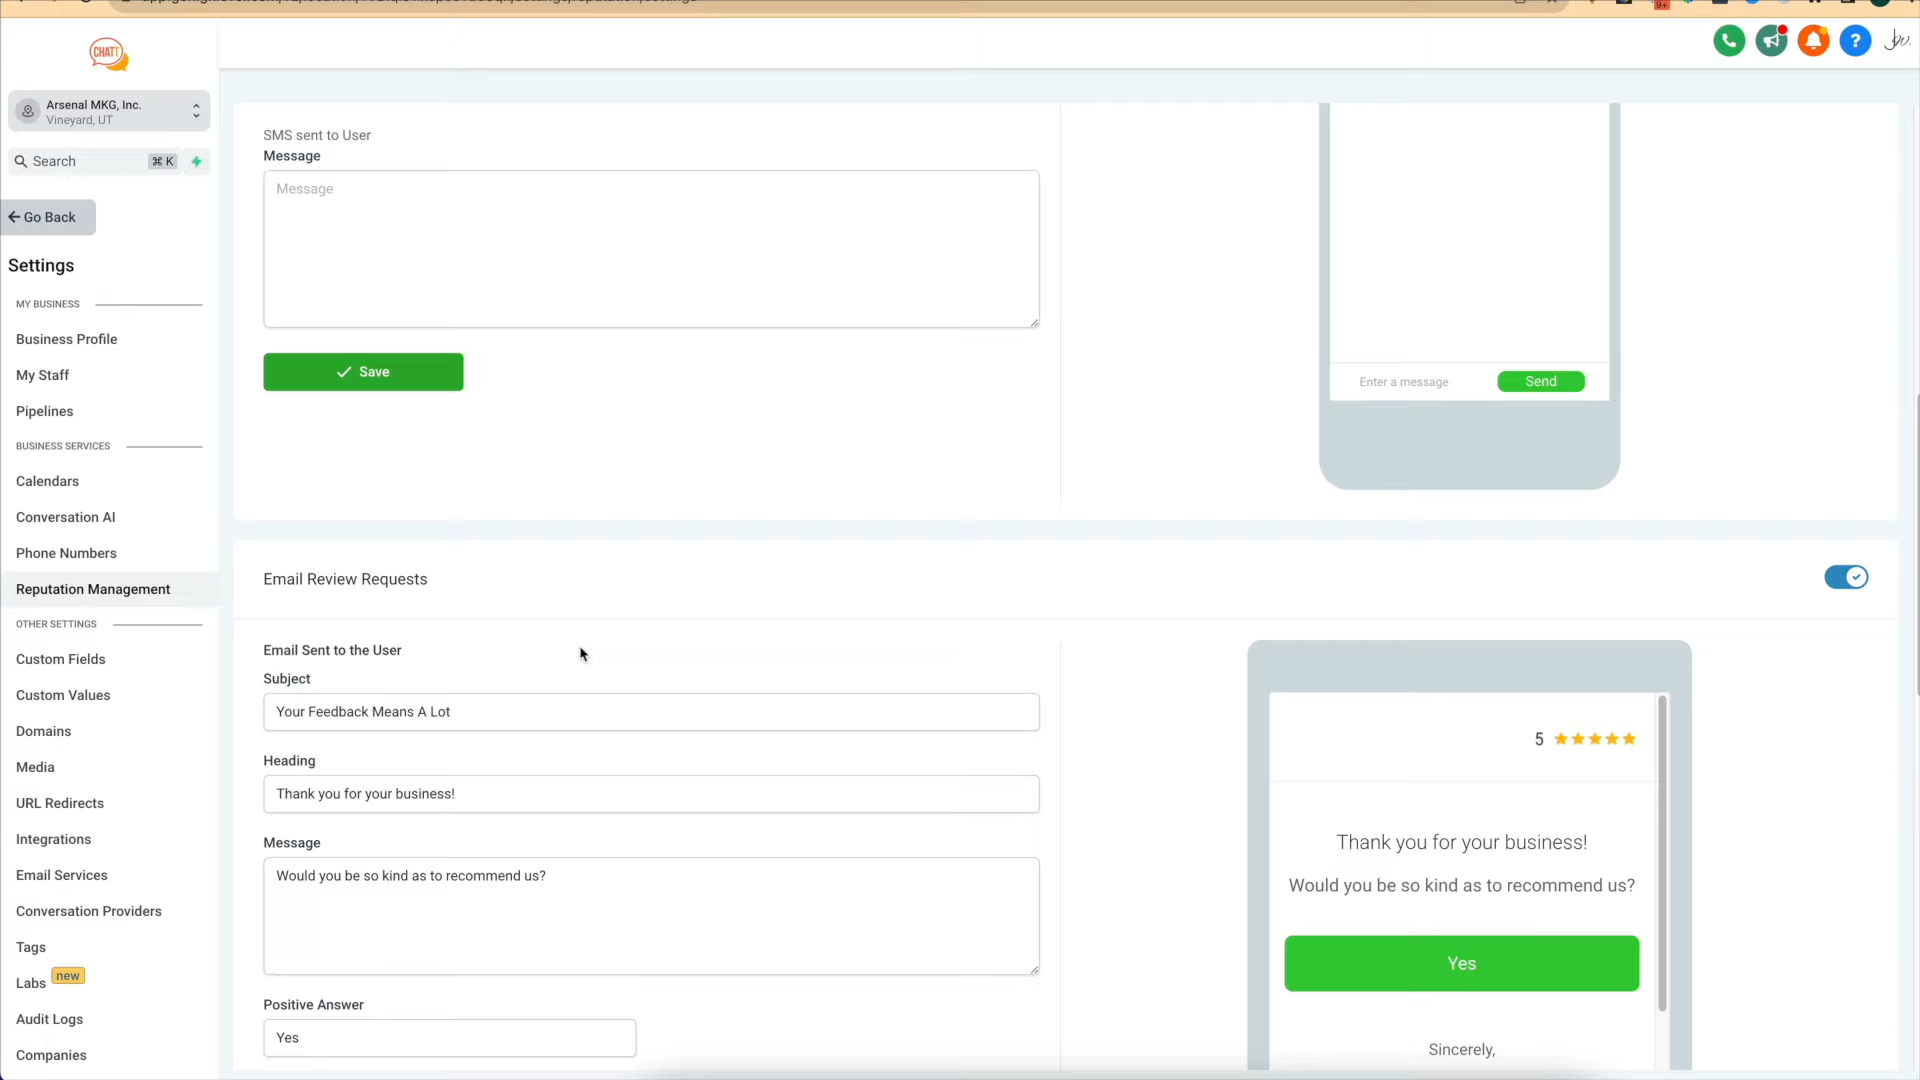 9+
CHATT
Arsenal MKG, Inc.
Vineyard, UT
Search
⌘ K
?
Go Back
Settings
MY BUSINESS
Business Profile
My Staff
Pipelines
BUSINESS SERVICES
Calendars
Conversation AI
Phone Numbers
Reputation Management
OTHER SETTINGS
Custom Fields
Custom Values
Domains
Media
URL Redirects
Integrations
Email Services
Conversation Providers
Tags
Labs new
Audit Logs
Companies
SMS sent to User
Message
Message
Save
Enter a message
Send
Email Review Requests
Email Sent to the User
Subject
Your Feedback Means A Lot
Heading
Thank you for your business!
Message
Would you be so kind as to recommend us?
Positive Answer
Yes
5
Thank you for your business!
Would you be so kind as to recommend us?
Yes
Sincerely,